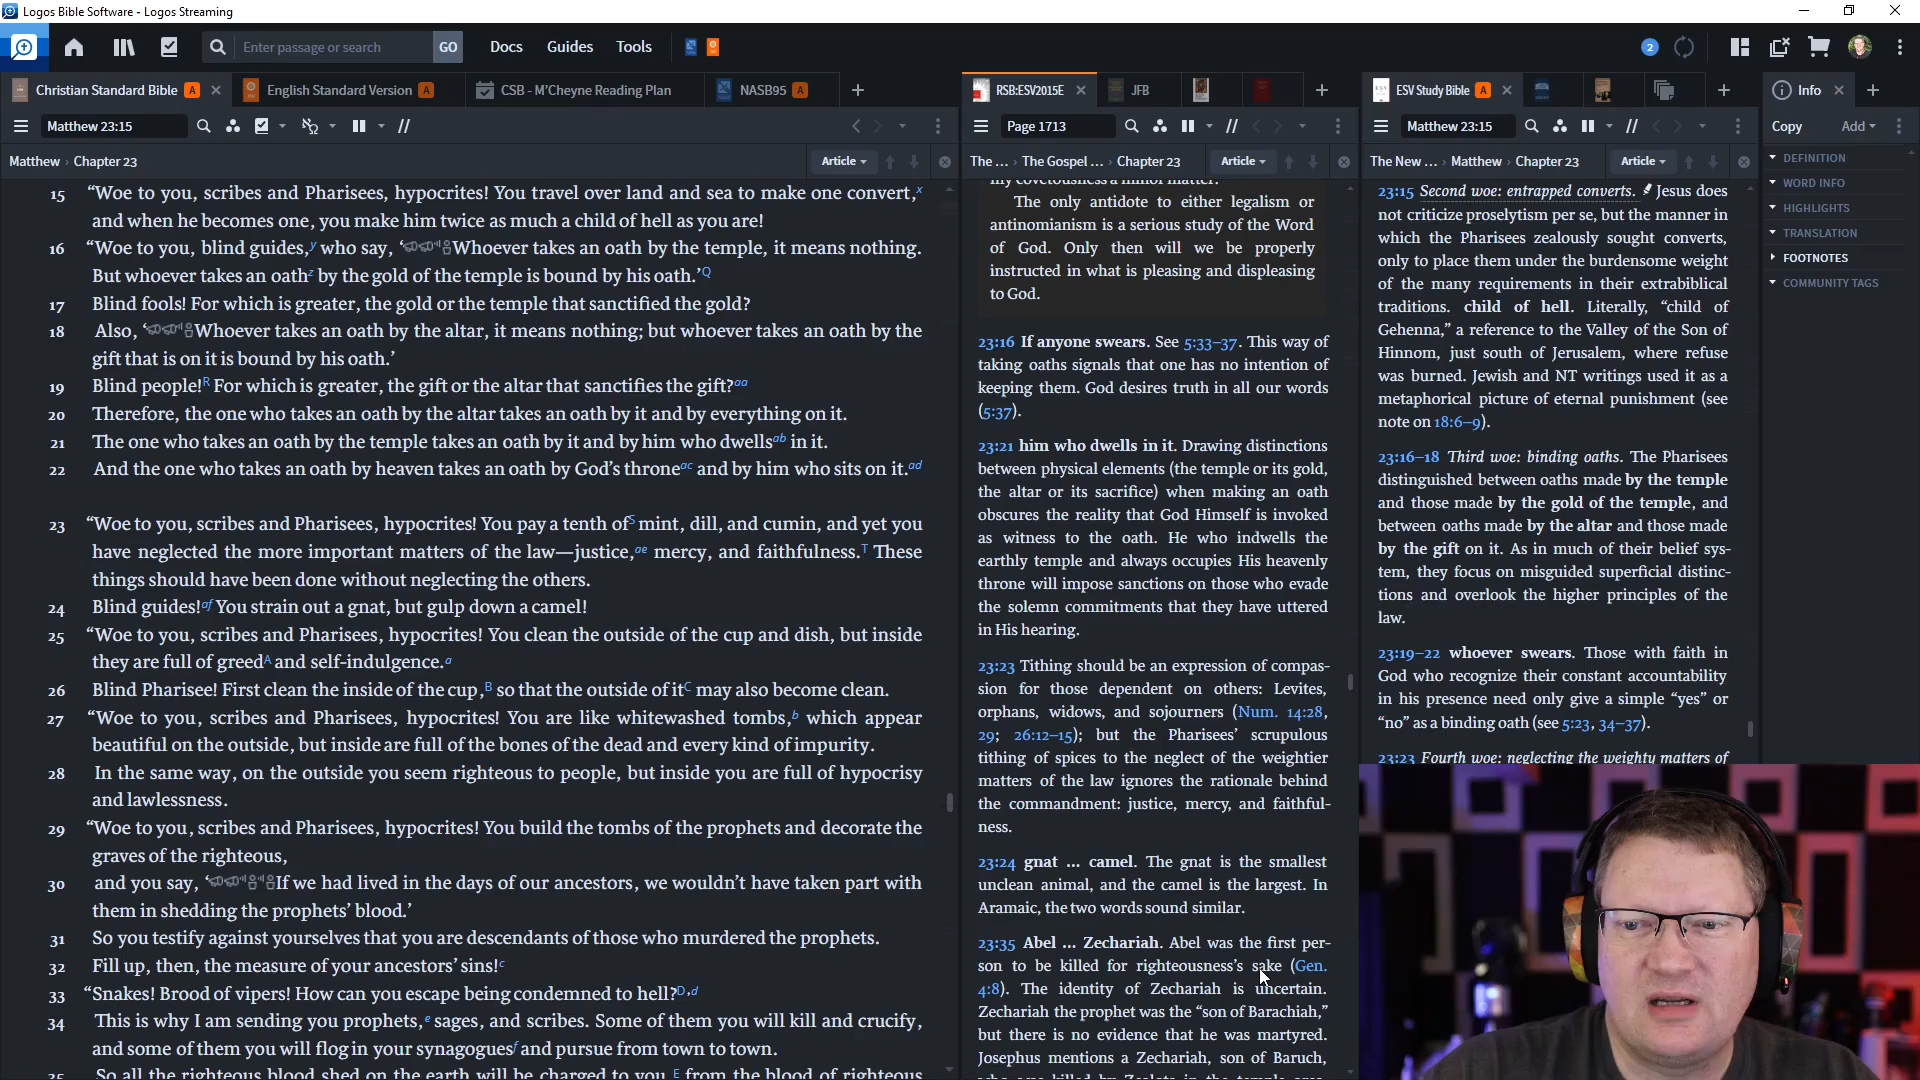 Logos Bible Software - Logos Streaming
Enter passage or search
GO
Docs
Guides
Tools
2
Christian Standard Bible A
English Standard Version A
CSB - M'Cheyne Reading Plan
NASB95 A
Matthew 23:15
Matthew › Chapter 23
Article
15 “Woe to you, scribes and Pharisees, hypocrites! You travel over land and sea to make one convert,x
and when he becomes one, you make him twice as much a child of hell as you are!
16 “Woe to you, blind guides,y who say, ‘Whoever takes an oath by the temple, it means nothing.
But whoever takes an oathz by the gold of the temple is bound by his oath.’Q
17 Blind fools! For which is greater, the gold or the temple that sanctified the gold?
18 Also, ‘Whoever takes an oath by the altar, it means nothing; but whoever takes an oath by the
gift that is on it is bound by his oath.’
19 Blind people!R For which is greater, the gift or the altar that sanctifies the gift?aa
20 Therefore, the one who takes an oath by the altar takes an oath by it and by everything on it.
21 The one who takes an oath by the temple takes an oath by it and by him who dwellsab in it.
22 And the one who takes an oath by heaven takes an oath by God’s throneac and by him who sits on it.ad
23 “Woe to you, scribes and Pharisees, hypocrites! You pay a tenth ofS mint, dill, and cumin, and yet you
have neglected the more important matters of the law—justice,ae mercy, and faithfulness.T These
things should have been done without neglecting the others.
24 Blind guides!af You strain out a gnat, but gulp down a camel!
25 “Woe to you, scribes and Pharisees, hypocrites! You clean the outside of the cup and dish, but inside
they are full of greedA and self-indulgence.a
26 Blind Pharisee! First clean the inside of the cup,B so that the outside of itC may also become clean.
27 “Woe to you, scribes and Pharisees, hypocrites! You are like whitewashed tombs,b which appear
beautiful on the outside, but inside are full of the bones of the dead and every kind of impurity.
28 In the same way, on the outside you seem righteous to people, but inside you are full of hypocrisy
and lawlessness.
29 “Woe to you, scribes and Pharisees, hypocrites! You build the tombs of the prophets and decorate the
graves of the righteous,
30 and you say, ‘If we had lived in the days of our ancestors, we wouldn’t have taken part with
them in shedding the prophets’ blood.’
31 So you testify against yourselves that you are descendants of those who murdered the prophets.
32 Fill up, then, the measure of your ancestors’ sins!c
33 “Snakes! Brood of vipers! How can you escape being condemned to hell?D,d
34 This is why I am sending you prophets,e sages, and scribes. Some of them you will kill and crucify,
and some of them you will flog in your synagoguesf and pursue from town to town.
35 So all the righteous blood shed on the earth will be charged to you,E from the blood of righteous
RSB:ESV2015E
JFB
Page 1713
The ... › The Gospel ... › Chapter 23
Article
my covetousness a minor matter.
The only antidote to either legalism or
antinomianism is a serious study of the Word
of God. Only then will we be properly
instructed in what is pleasing and displeasing
to God.
23:16 If anyone swears. See 5:33–37. This way of
taking oaths signals that one has no intention of
keeping them. God desires truth in all our words
(5:37).
23:21 him who dwells in it. Drawing distinctions
between physical elements (the temple or its gold,
the altar or its sacrifice) when making an oath
obscures the reality that God Himself is invoked
as witness to the oath. He who indwells the
earthly temple and always occupies His heavenly
throne will impose sanctions on those who evade
the solemn commitments that they have uttered
in His hearing.
23:23 Tithing should be an expression of compas-
sion for those dependent on others: Levites,
orphans, widows, and sojourners (Num. 14:28,
29; 26:12–15); but the Pharisees’ scrupulous
tithing of spices to the neglect of the weightier
matters of the law ignores the rationale behind
the commandment: justice, mercy, and faithful-
ness.
23:24 gnat ... camel. The gnat is the smallest
unclean animal, and the camel is the largest. In
Aramaic, the two words sound similar.
23:35 Abel ... Zechariah. Abel was the first per-
son to be killed for righteousness’s sake (Gen.
4:8). The identity of Zechariah is uncertain.
Zechariah the prophet was the “son of Barachiah,”
but there is no evidence that he was martyred.
Josephus mentions a Zechariah, son of Baruch,
ESV Study Bible A
Matthew 23:15
The New ... › Matthew › Chapter 23
Article
23:15 Second woe: entrapped converts. Jesus does
not criticize proselytism per se, but the manner in
which the Pharisees zealously sought converts,
only to place them under the burdensome weight
of the many requirements in their extrabiblical
traditions. child of hell. Literally, “child of
Gehenna,” a reference to the Valley of the Son of
Hinnom, just south of Jerusalem, where refuse
was burned. Jewish and NT writings used it as a
metaphorical picture of eternal punishment (see
note on 18:6–9).
23:16–18 Third woe: binding oaths. The Pharisees
distinguished between oaths made by the temple
and those made by the gold of the temple, and
between oaths made by the altar and those made
by the gift on it. As in much of their belief sys-
tem, they focus on misguided superficial distinc-
tions and overlook the higher principles of the
law.
23:19–22 whoever swears. Those with faith in
God who recognize their constant accountability
in his presence need only give a simple “yes” or
“no” as a binding oath (see 5:23, 34–37).
23:23 Fourth woe: neglecting the weighty matters of
Info
Copy
Add
DEFINITION
WORD INFO
HIGHLIGHTS
TRANSLATION
FOOTNOTES
COMMUNITY TAGS